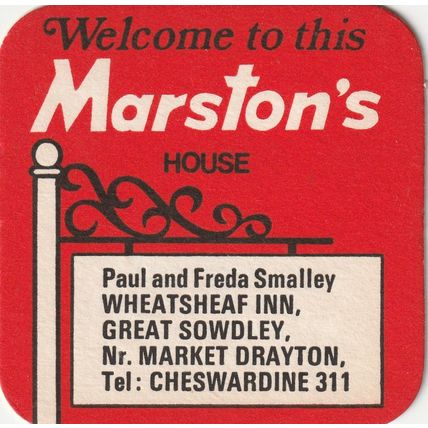 Welcome to this
Marston's
HOUSE
Paul and Freda Smalley
WHEATSHEAF INN,
GREAT SOWDLEY,
Nr. MARKET DRAYTON,
Tel: CHESWARDINE 311